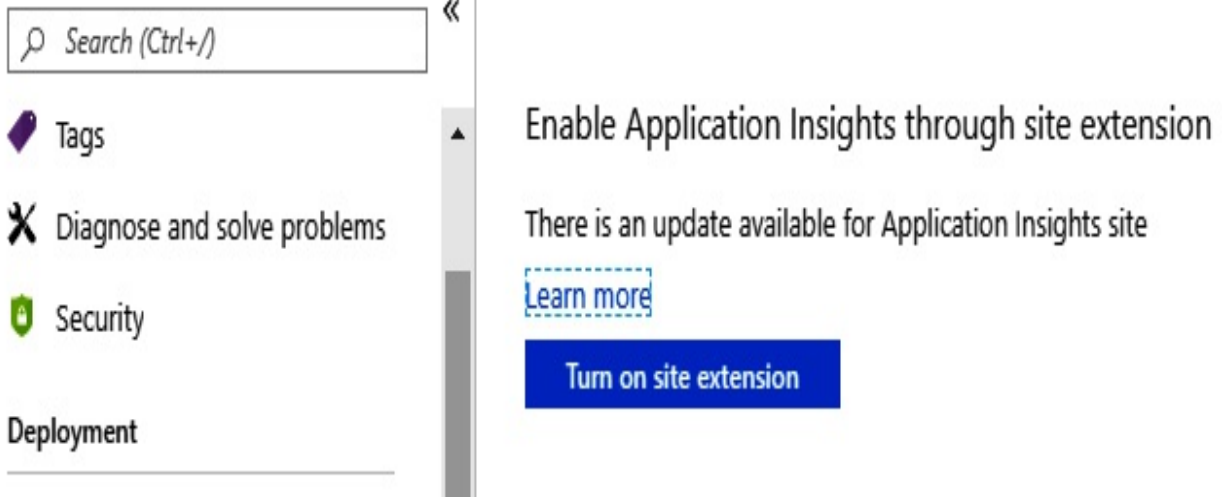 Search (Ctrl+/)
«
Tags
Diagnose and solve problems
Security
Deployment
Enable Application Insights through site extension
There is an update available for Application Insights site
Learn more
Turn on site extension